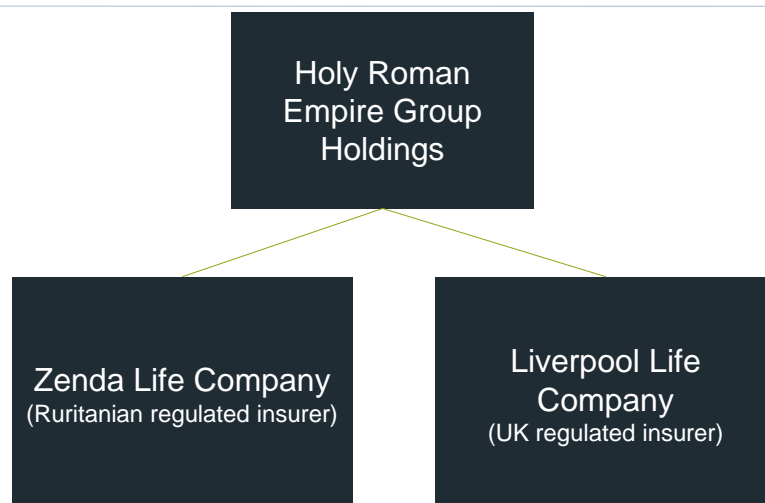 Holy Roman
Empire Group
Holdings
Zenda Life Company
(Ruritanian regulated insurer)
Liverpool Life
Company
(UK regulated insurer)